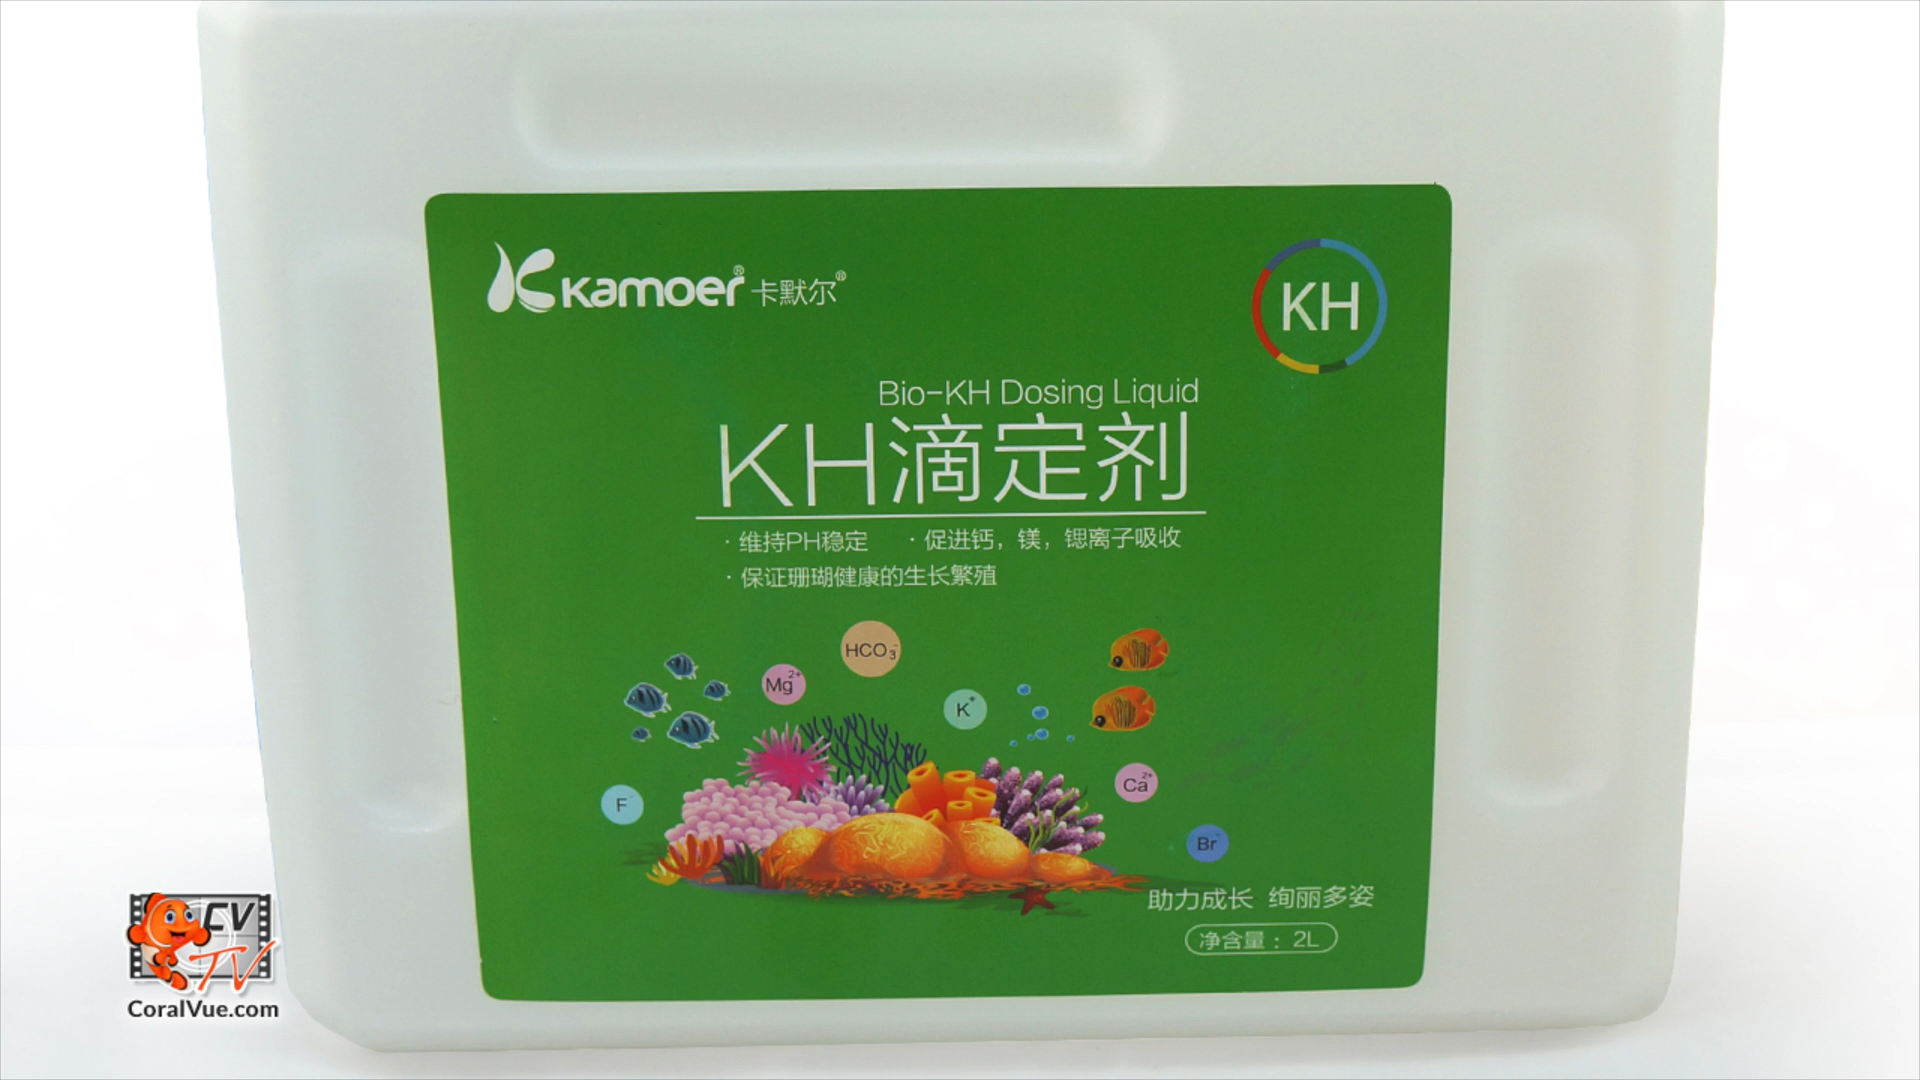 Kamoer® 卡默尔®
KH
Bio-KH Dosing Liquid
KH滴定剂
· 维持PH稳定 · 促进钙，镁，锶离子吸收
· 保证珊瑚健康的生长繁殖
HCO₃⁻
Mg²⁺
K⁺
Ca²⁺
F⁻
Br⁻
助力成长 绚丽多姿
净含量：2L
CV
TV
CoralVue.com